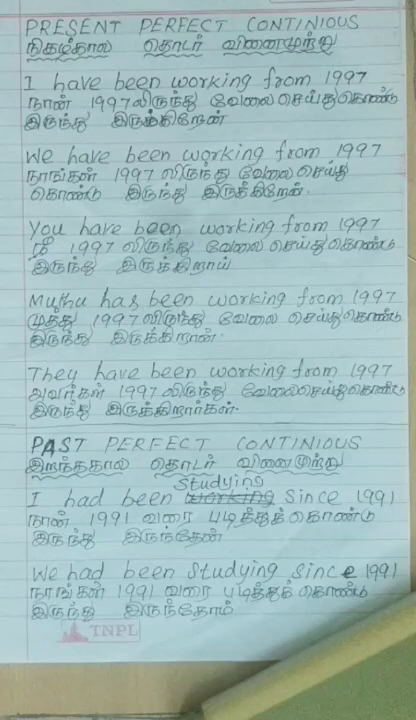 PRESENT PERFECT CONTINIOUS
நிகழ்கால தொடர் வினைமுற்று
I have been working from 1997
நான் 1997லிருந்து வேலை செய்துகொண்டு
இருந்து இருக்கிறேன்
We have been working from 1997
நாங்கள் 1997 லிருந்து வேலை செய்து
கொண்டு இருந்து இருக்கிறேன்.
You have been working from 1997
நீ 1997 லிருந்து வேலை செய்துகொண்டு
இருந்து இருக்கிறாய்
Muthu has been working from 1997
முத்து 1997லிருந்து வேலை செய்துகொண்டு
இருந்து இருக்கிறான்.
They have been working from 1997
அவர்கள் 1997 லிருந்து வேலைசெய்துகொண்டு
இருந்து இருக்கிறார்கள்.
PAST PERFECT CONTINIOUS
இறந்தகால தொடர் வினைமுற்று
studying
I had been working since 1991
நான் 1991 வரை படித்துக்கொண்டு
இருந்து இருந்தேன்
We had been studying since 1991
நாங்கள் 1991 வரை படித்துக்கொண்டு
இருந்து இருந்தோம்
TNPL